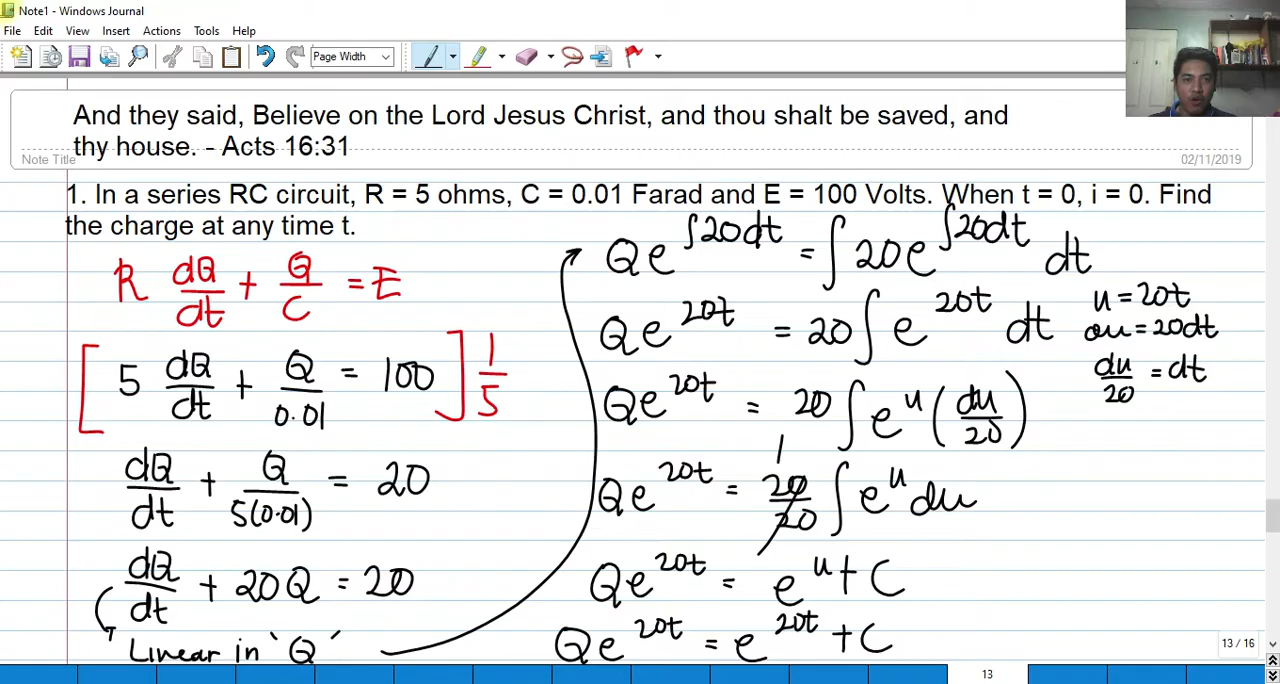 Note1 - Windows Journal
File Edit View Insert Actions Tools Help
Page Width
And they said, Believe on the Lord Jesus Christ, and thou shalt be saved, and
thy house. - Acts 16:31
Note Title
02/11/2019
1. In a series RC circuit, R = 5 ohms, C = 0.01 Farad and E = 100 Volts. When t = 0, i = 0. Find
the charge at any time t.
R dQ/dt + Q/C = E
[5 dQ/dt + Q/0.01 = 100] 1/5
dQ/dt + Q/5(0.01) = 20
dQ/dt + 20Q = 20
Linear in 'Q'
Qe^∫20dt = ∫20e^∫20dt dt
Qe^20t = 20∫e^20t dt
u = 20t
du = 20dt
du/20 = dt
Qe^20t = 20∫e^u (du/20)
1
Qe^20t = 20/20 ∫e^u du
Qe^20t = e^u + C
Qe^20t = e^20t + C
13 / 16
13